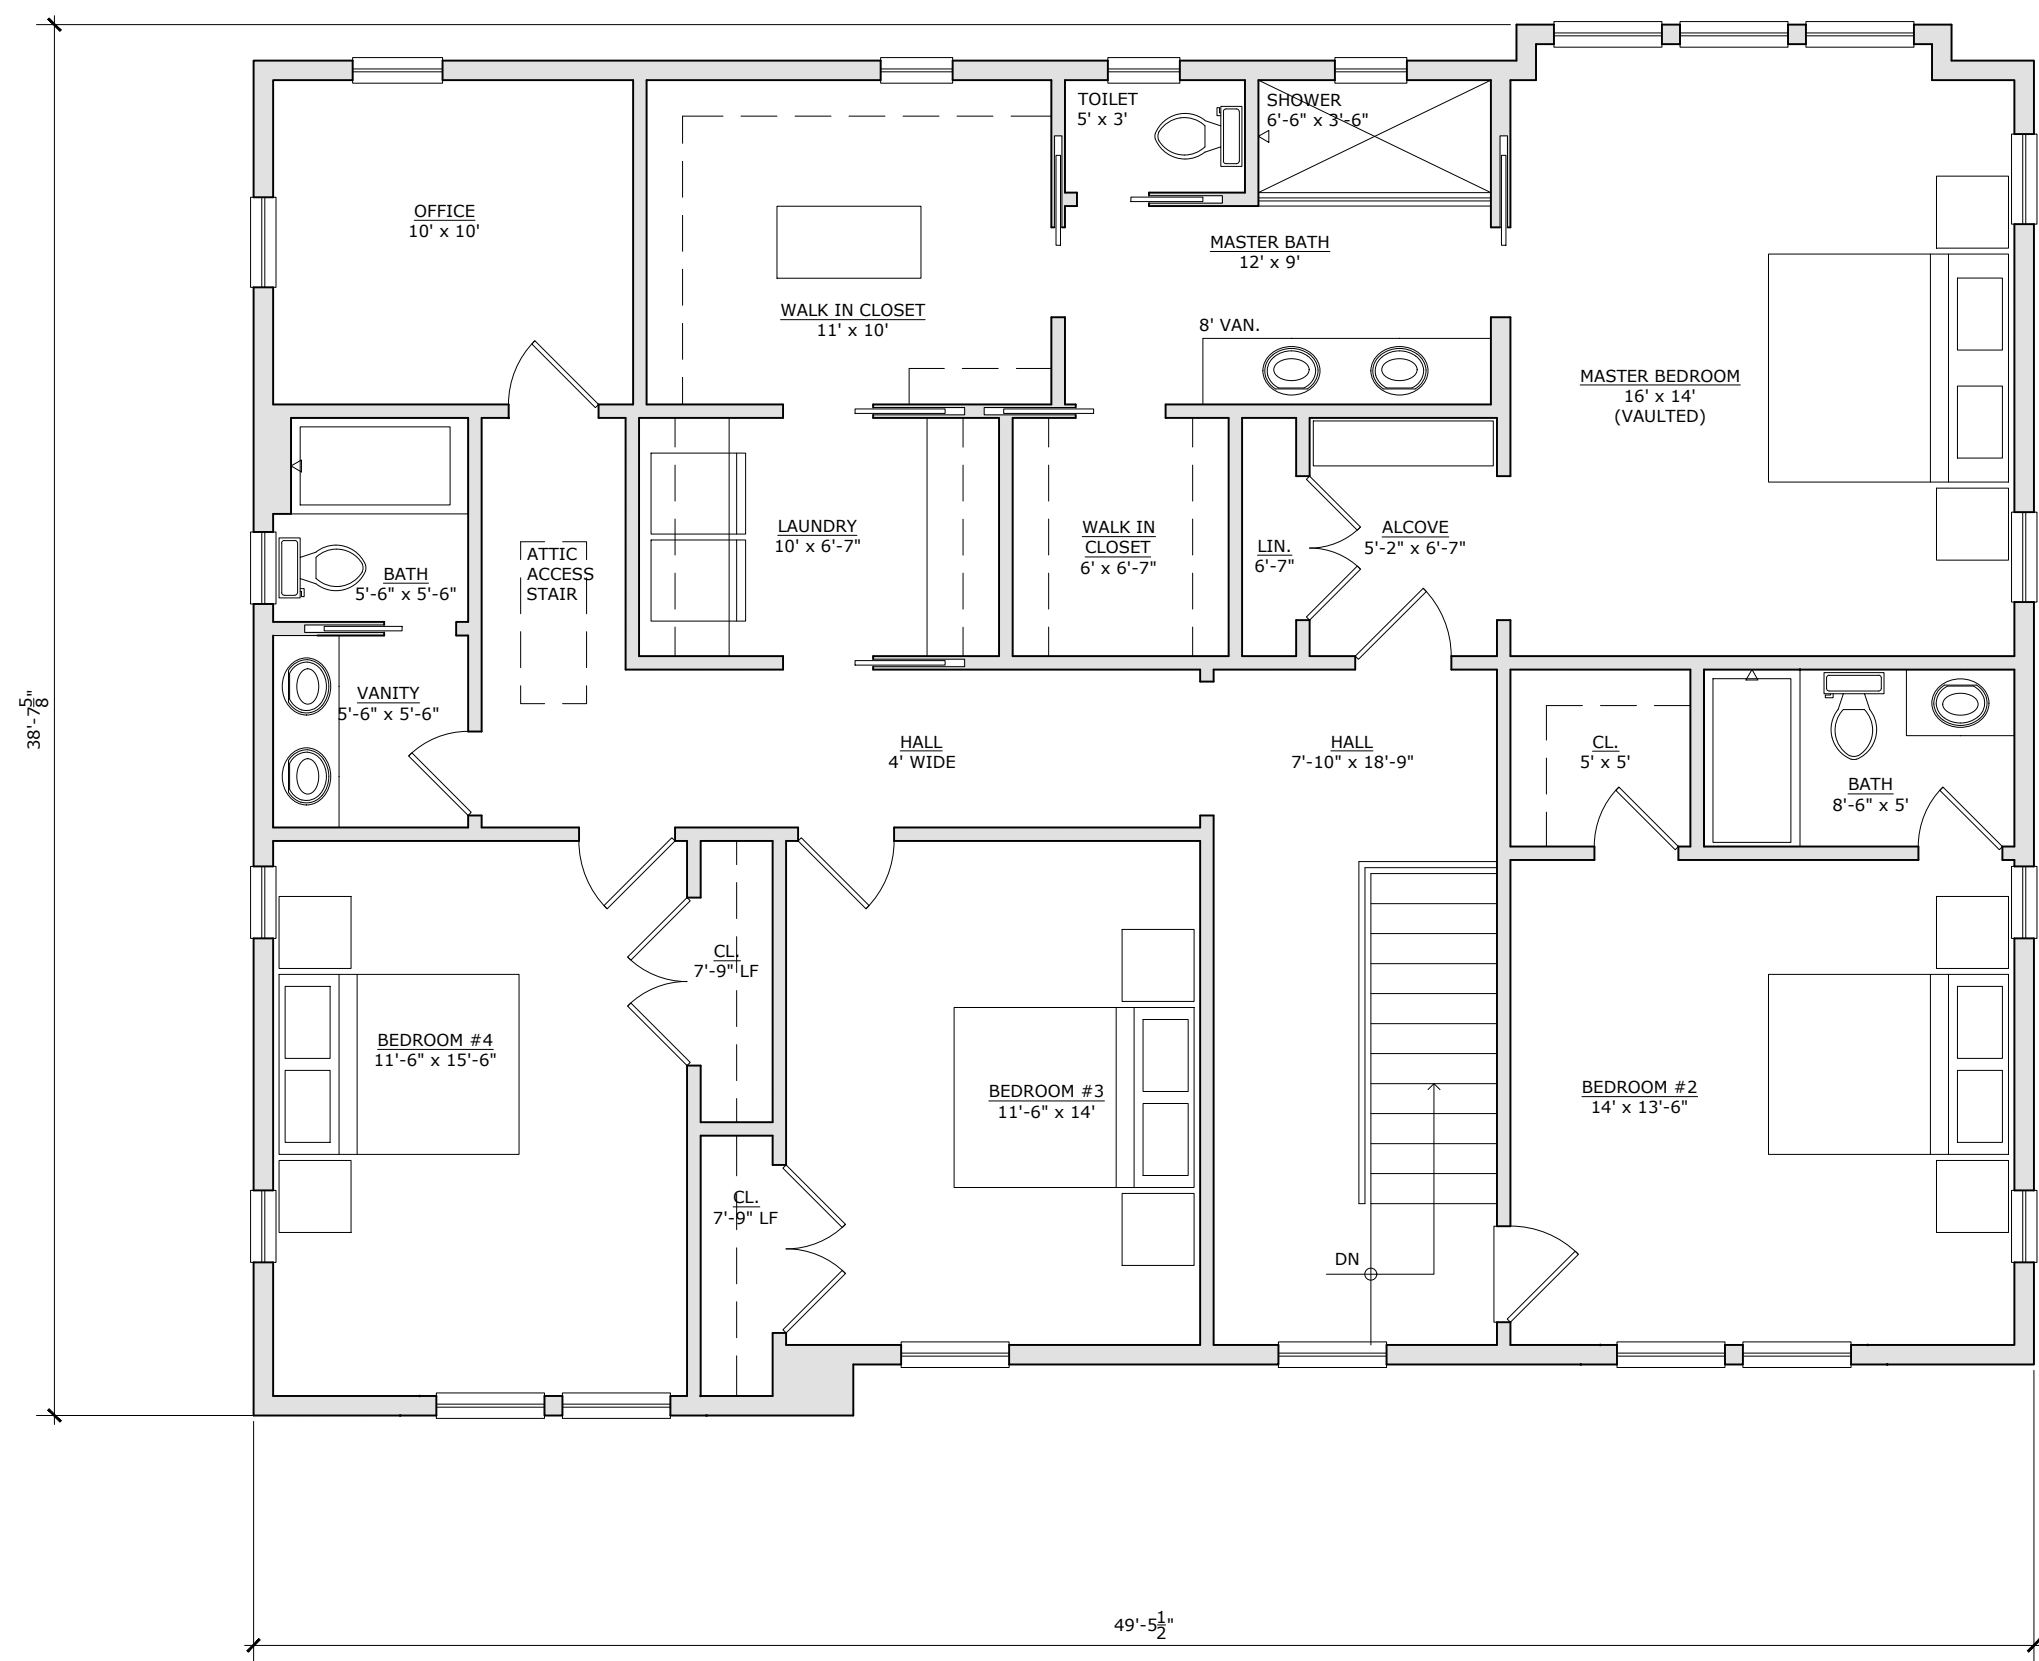 TOILET
5' x 3'
SHOWER
6'-6" x 3'-6"
OFFICE
10' x 10'
MASTER BATH
12' x 9'
WALK IN CLOSET
11' x 10'
8' VAN.
MASTER BEDROOM
16' x 14'
(VAULTED)
LAUNDRY
10' x 6'-7"
WALK IN
CLOSET
6' x 6'-7"
LIN.
6'-7"
ALCOVE
5'-2" x 6'-7"
ATTIC
ACCESS
STAIR
BATH
5'-6" x 5'-6"
VANITY
5'-6" x 5'-6"
38'-7 5/8"
HALL
4' WIDE
HALL
7'-10" x 18'-9"
CL.
5' x 5'
BATH
8'-6" x 5'
CL.
7'-9" LF
BEDROOM #4
11'-6" x 15'-6"
BEDROOM #3
11'-6" x 14'
BEDROOM #2
14' x 13'-6"
CL.
7'-9" LF
DN
49'-5 1/2"